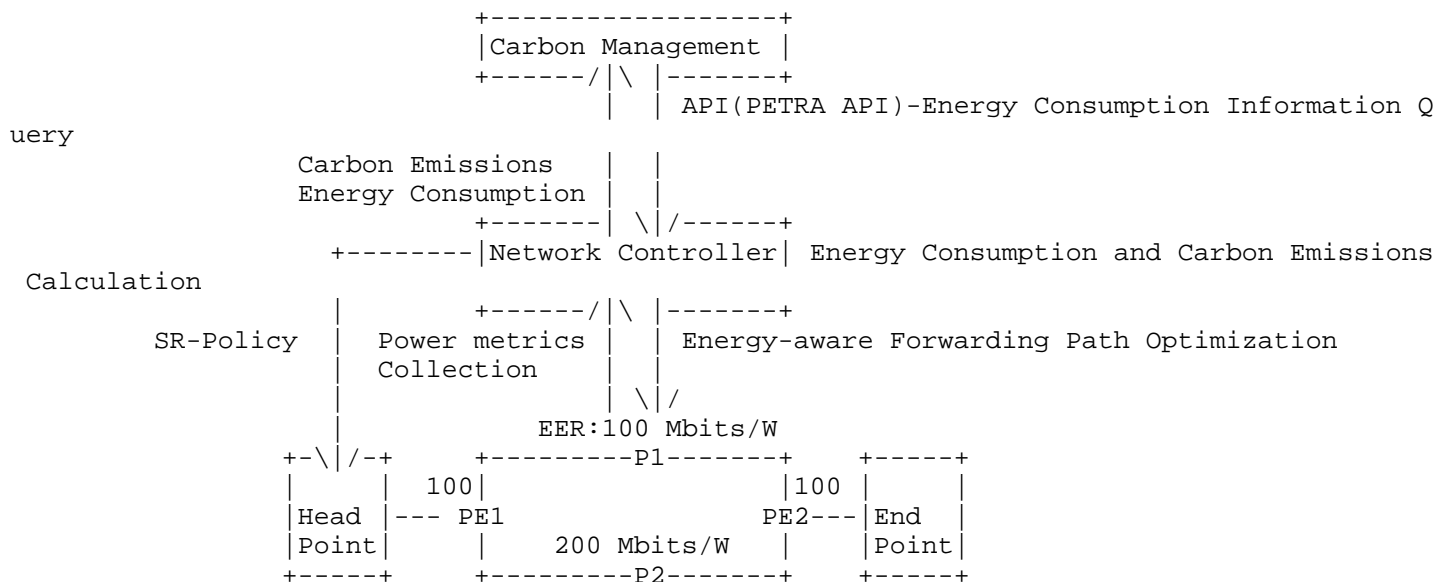 Carbon Management
API(PETRA API)-Energy Consumption Information Q
uery
Carbon Emissions
Energy Consumption
Network Controller Energy Consumption and Carbon Emissions
Calculation
SR-Policy Power metrics Energy-aware Forwarding Path Optimization
Collection
EER:100 Mbits/W
P1
100 100
Head PE1 PE2 End
Point 200 Mbits/W Point
P2